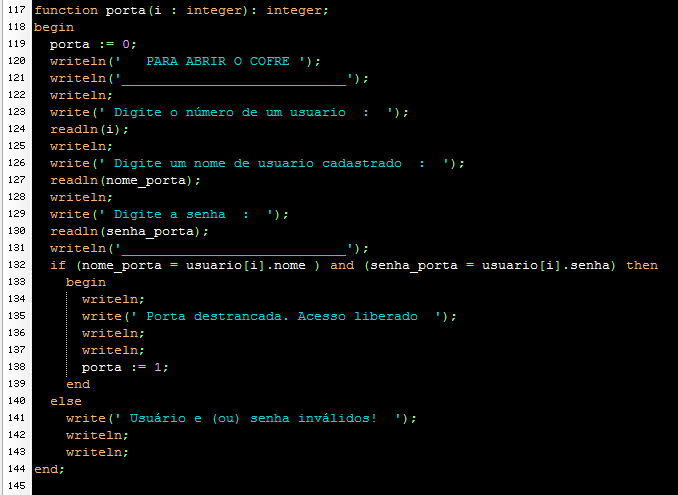 117 function porta(i : integer): integer;
118 begin
119   porta := 0;
120   writeln('   PARA ABRIR O COFRE ');
121   writeln('____________________________');
122   writeln;
123   write(' Digite o número de um usuario  :  ');
124   readln(i);
125   writeln;
126   write(' Digite um nome de usuario cadastrado  :  ');
127   readln(nome_porta);
128   writeln;
129   write(' Digite a senha  :  ');
130   readln(senha_porta);
131   writeln('____________________________');
132   if (nome_porta = usuario[i].nome ) and (senha_porta = usuario[i].senha) then
133     begin
134       writeln;
135       write(' Porta destrancada. Acesso liberado  ');
136       writeln;
137       writeln;
138       porta := 1;
139     end
140   else
141     write(' Usuário e (ou) senha inválidos!  ');
142     writeln;
143     writeln;
144 end;
145